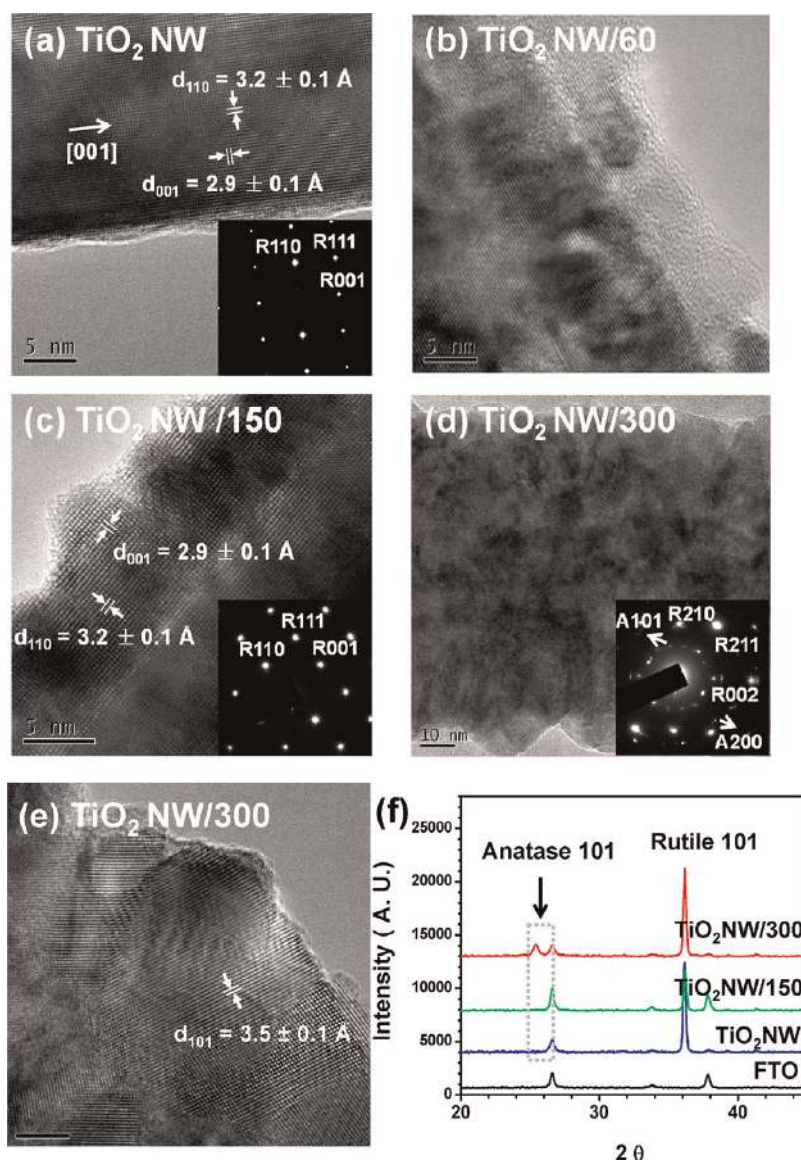 (a) TiO₂ NW
d₁₁₀ = 3.2 ± 0.1 Å
[001]
d₀₀₁ = 2.9 ± 0.1 Å
R110
R111
R001
5 nm
(b) TiO₂ NW/60
5 nm
(c) TiO₂ NW /150
d₀₀₁ = 2.9 ± 0.1 Å
d₁₁₀ = 3.2 ± 0.1 Å
R111
R110
R001
5 nm
(d) TiO₂ NW/300
A101
R210
R211
R002
A200
10 nm
(e) TiO₂ NW/300
d₁₀₁ = 3.5 ± 0.1 Å
(f)
Intensity ( A. U.)
25000
20000
15000
10000
5000
0
Anatase 101
Rutile 101
TiO₂NW/300
TiO₂NW/150
TiO₂NW
FTO
20
30
40
2 θ